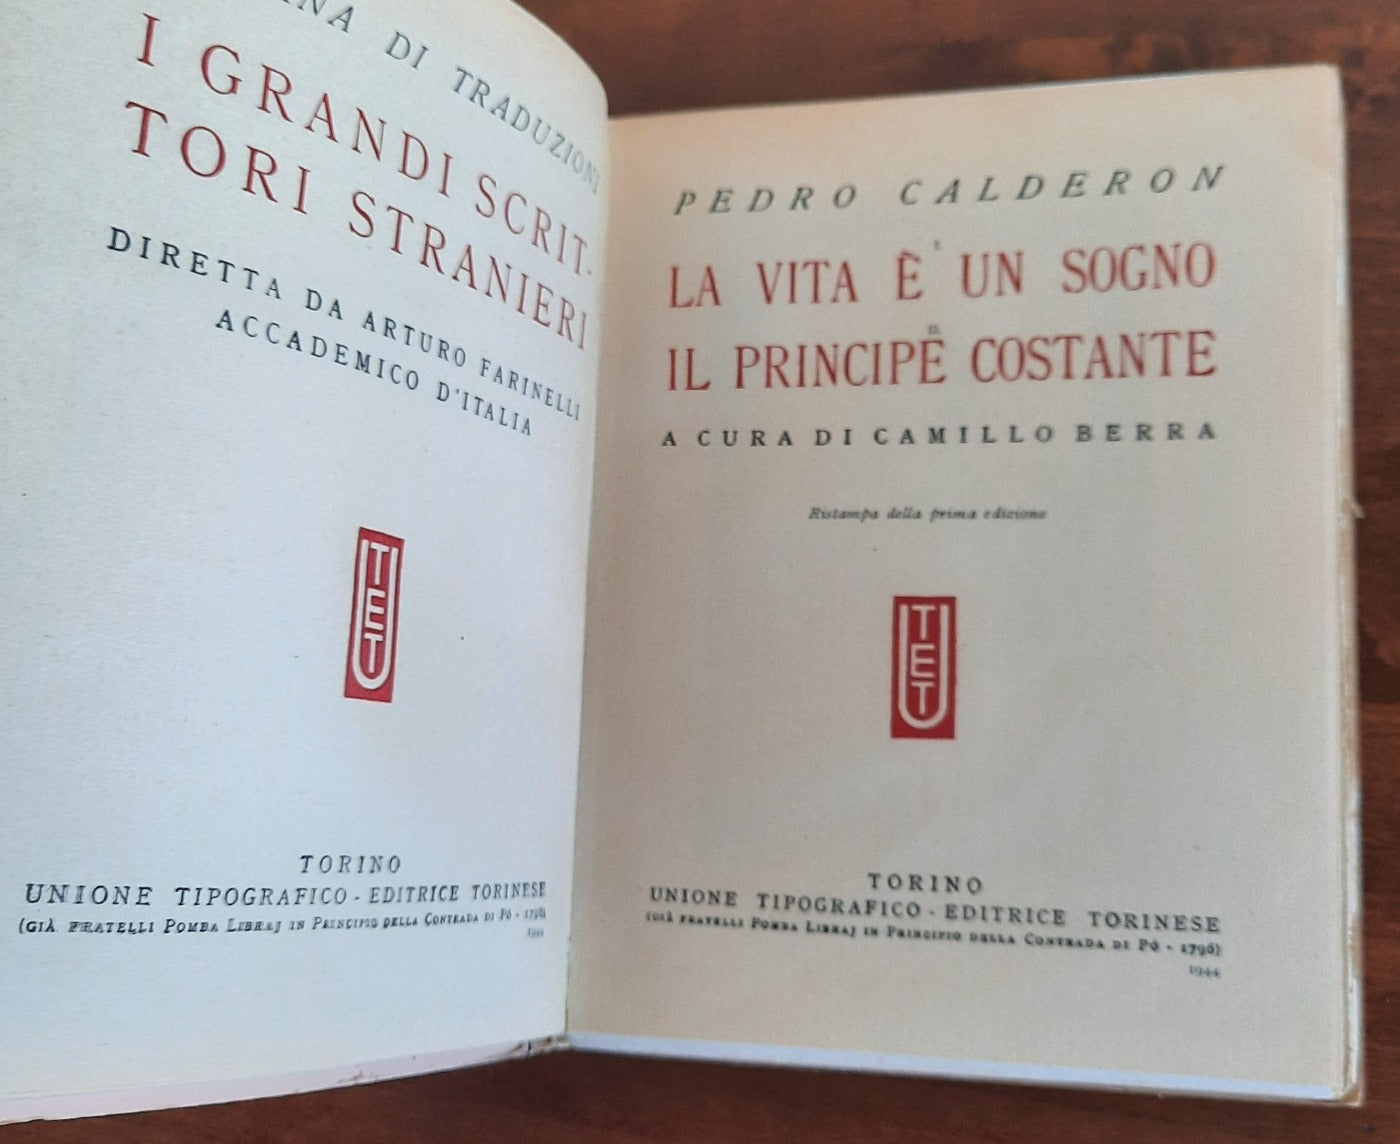 DI TRADUZIONI
I GRANDI SCRIT-
TORI STRANIERI
DIRETTA DA ARTURO FARINELLI
ACCADEMICO D'ITALIA
UTET
TORINO
UNIONE TIPOGRAFICO-EDITRICE TORINESE
(GIÀ FRATELLI POMBA LIBRAJ IN PRINCIPIO DELLA CONTRADA DI PÒ - 1796)
1944
PEDRO CALDERON
LA VITA È UN SOGNO
IL PRINCIPE COSTANTE
A CURA DI CAMILLO BERRA
Ristampa della prima edizione
UTET
TORINO
UNIONE TIPOGRAFICO-EDITRICE TORINESE
(GIÀ FRATELLI POMBA LIBRAJ IN PRINCIPIO DELLA CONTRADA DI PÒ - 1796)
1944